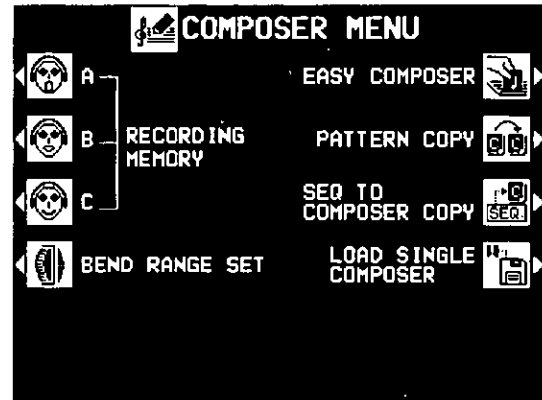 COMPOSER MENU
A
B
C
RECORDING
MEMORY
BEND RANGE SET
EASY COMPOSER
PATTERN COPY
SEQ TO
COMPOSER COPY
SEQ.
LOAD SINGLE
COMPOSER